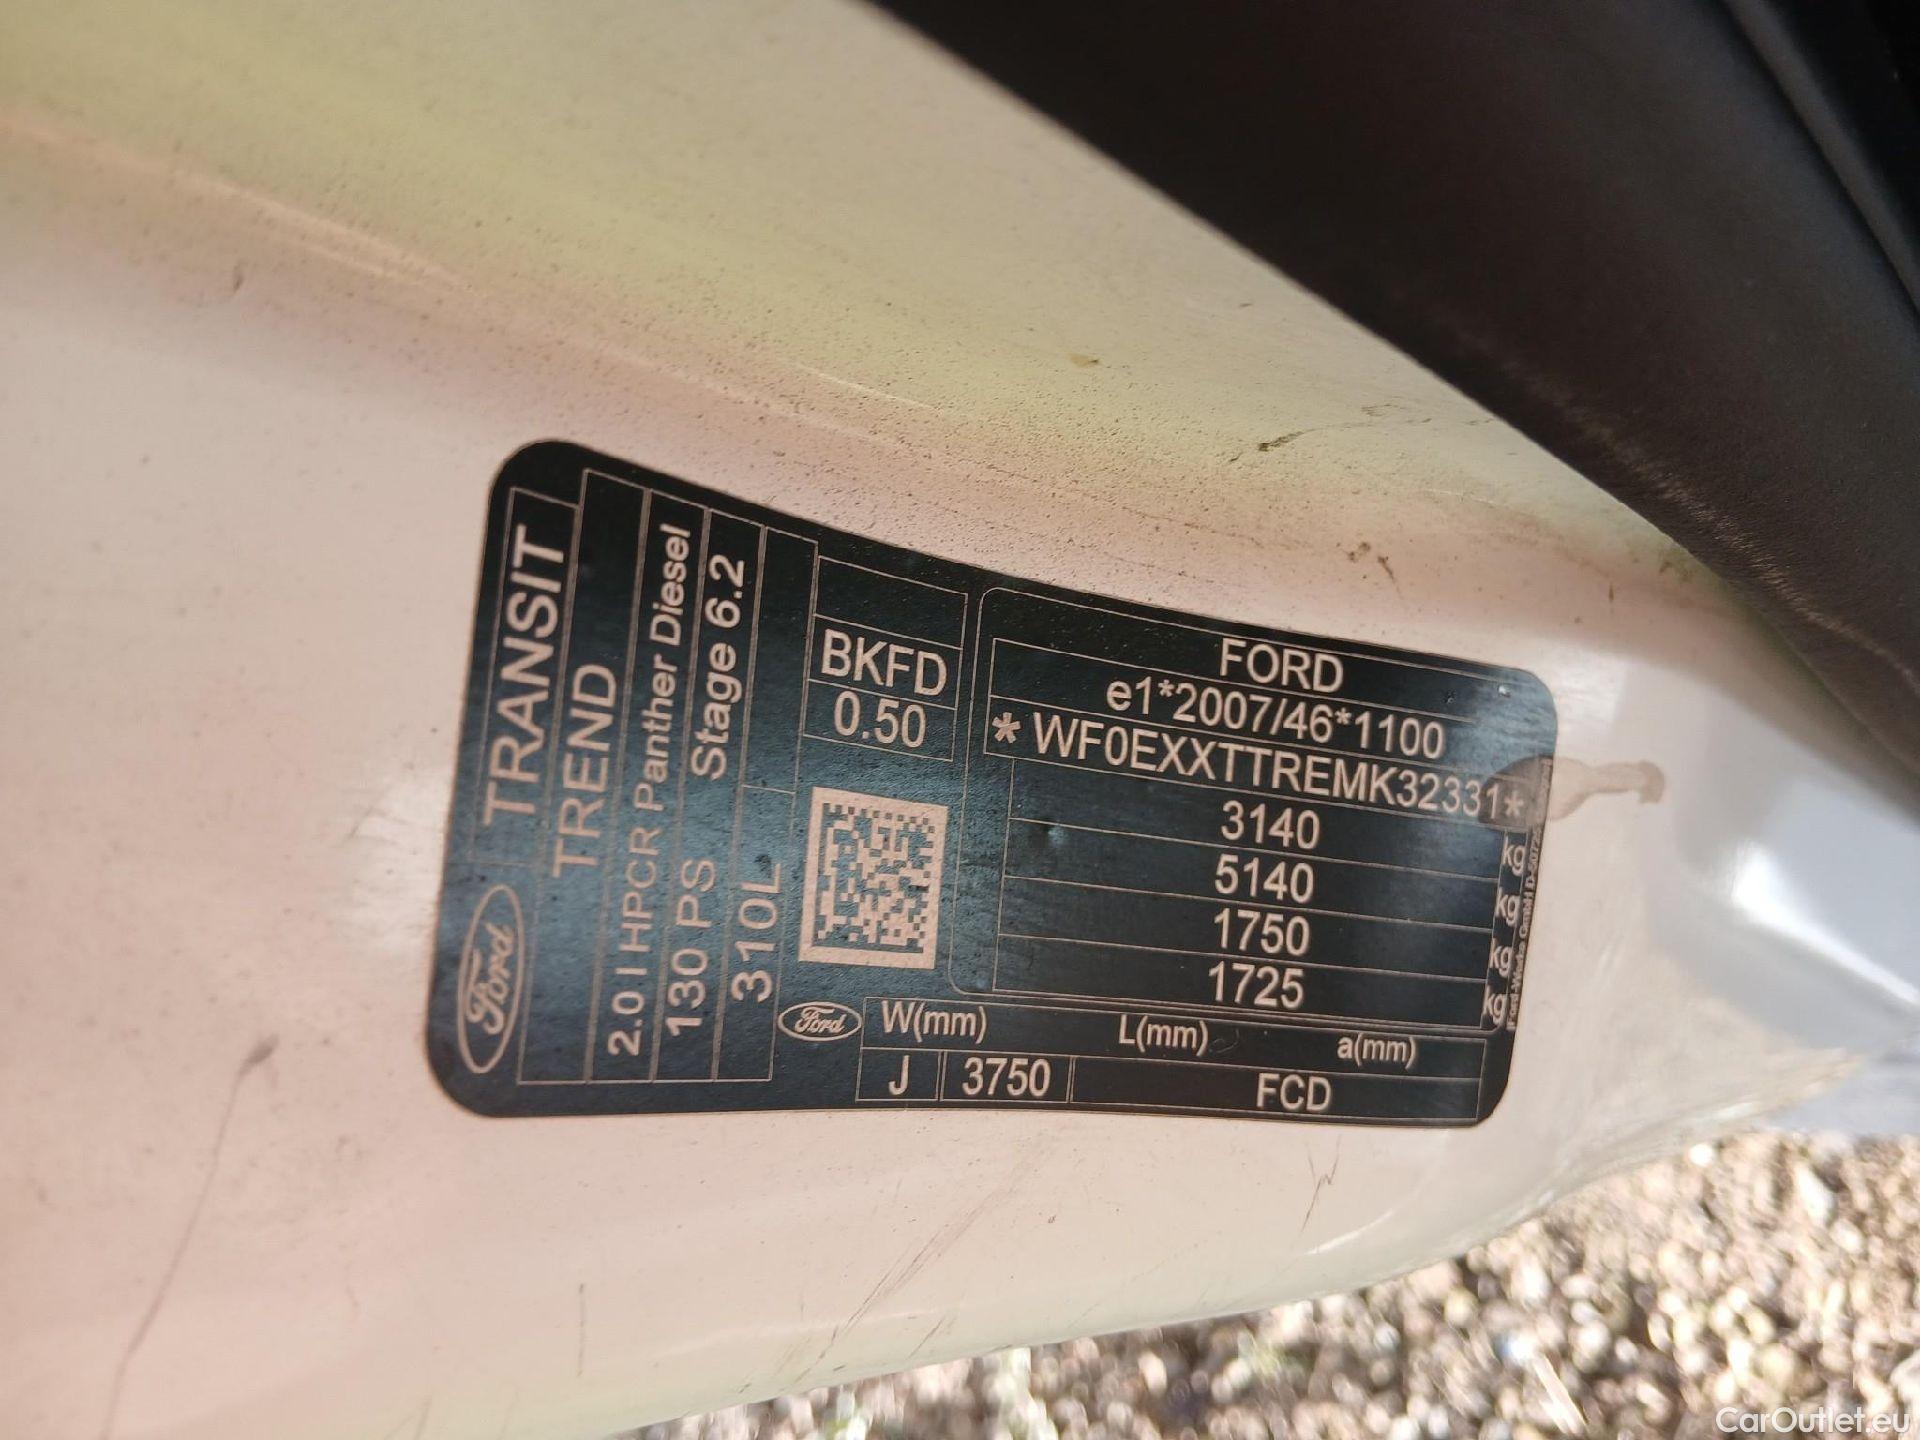 Ford
TRANSIT
TREND
2.0 l HPCR Panther Diesel
130 PS Stage 6.2
310L
BKFD
0.50
FORD
e1*2007/46*1100
* WF0EXXTTREMK32331*
3140 kg
5140 kg
1750 kg
1725 kg
Ford
W(mm) L(mm) a(mm)
J 3750 FCD
CarOutlet.eu